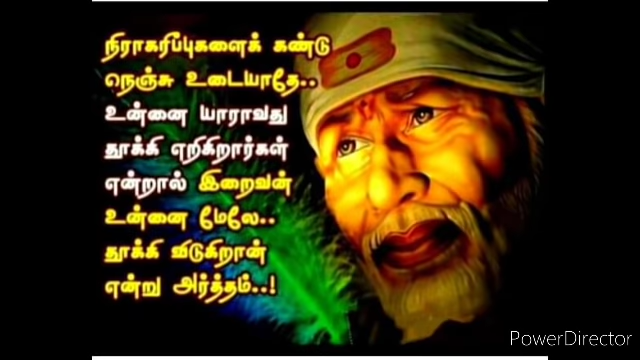 நிராகரிப்புகளைக் கண்டு
நெஞ்சு உடையாதே..
உன்னை யாராவது
தூக்கி எறிகிறார்கள்
என்றால் இறைவன்
உன்னை மேலே..
தூக்கி விடுகிறான்
என்று அர்த்தம்..!
PowerDirector